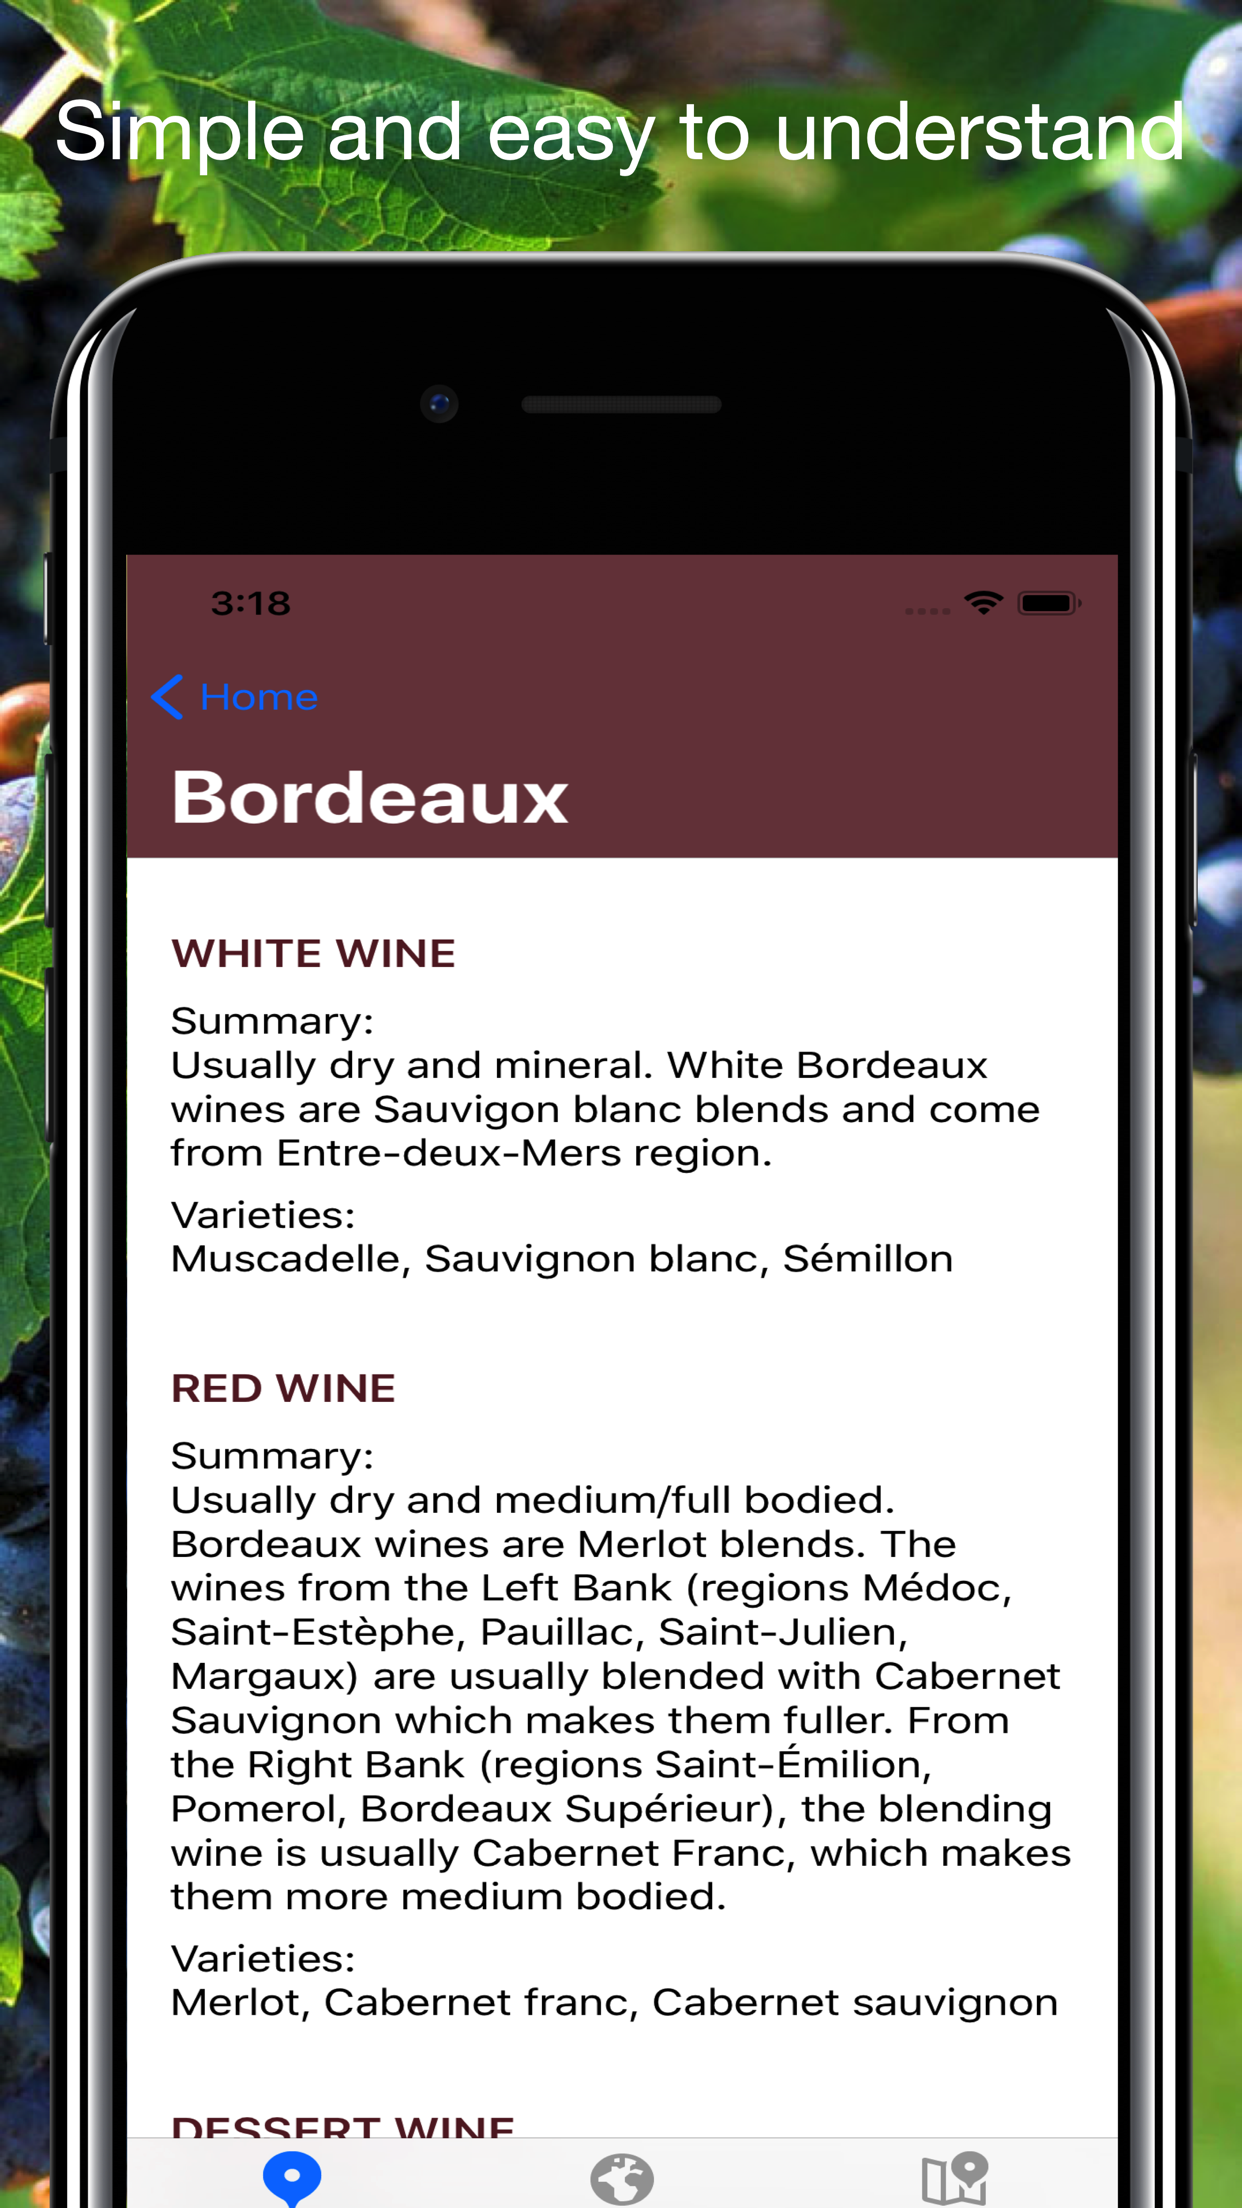 Simple and easy to understand
3:18
Home
Bordeaux
WHITE WINE
Summary:
Usually dry and mineral. White Bordeaux
wines are Sauvigon blanc blends and come
from Entre-deux-Mers region.
Varieties:
Muscadelle, Sauvignon blanc, Sémillon
RED WINE
Summary:
Usually dry and medium/full bodied.
Bordeaux wines are Merlot blends. The
wines from the Left Bank (regions Médoc,
Saint-Estèphe, Pauillac, Saint-Julien,
Margaux) are usually blended with Cabernet
Sauvignon which makes them fuller. From
the Right Bank (regions Saint-Émilion,
Pomerol, Bordeaux Supérieur), the blending
wine is usually Cabernet Franc, which makes
them more medium bodied.
Varieties:
Merlot, Cabernet franc, Cabernet sauvignon
DESSERT WINE